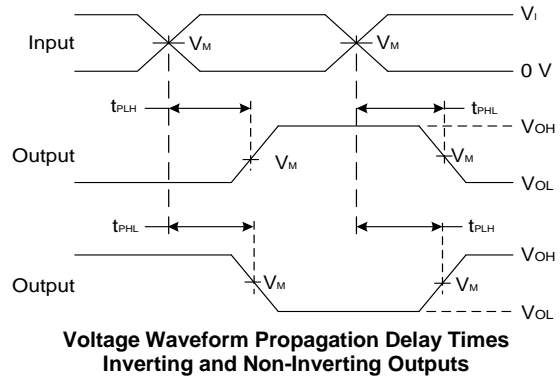 VI
Input
VM
VM
0 V
tPLH
tPHL
VOH
Output
VM
VM
VOL
tPHL
tPLH
VOH
Output
VM
VM
VOL
Voltage Waveform Propagation Delay Times
Inverting and Non-Inverting Outputs